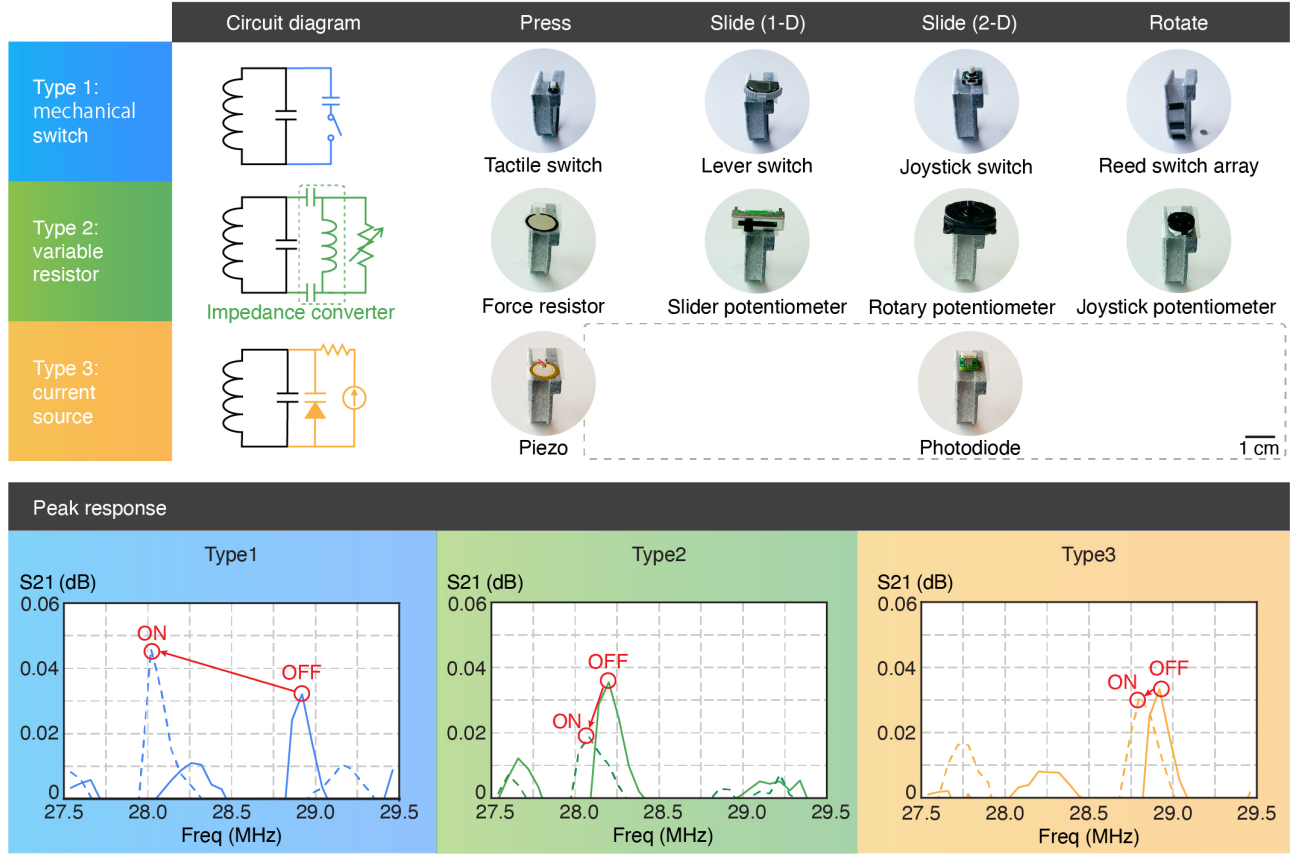 Circuit diagram Press Slide (1-D) Slide (2-D) Rotate
Type 1:
mechanical
switch
Tactile switch Lever switch Joystick switch Reed switch array
Type 2:
variable
resistor
Impedance converter
Force resistor Slider potentiometer Rotary potentiometer Joystick potentiometer
Type 3:
current
source
Piezo Photodiode 1 cm
Peak response
Type1
S21 (dB)
0.06
ON
0.04
OFF
0.02
0
27.5 28.0 28.5 29.0 29.5
Freq (MHz)
Type2
S21 (dB)
0.06
OFF
0.04
ON
0.02
0
27.5 28.0 28.5 29.0 29.5
Freq (MHz)
Type3
S21 (dB)
0.06
OFF
0.04
ON
0.02
0
27.5 28.0 28.5 29.0 29.5
Freq (MHz)